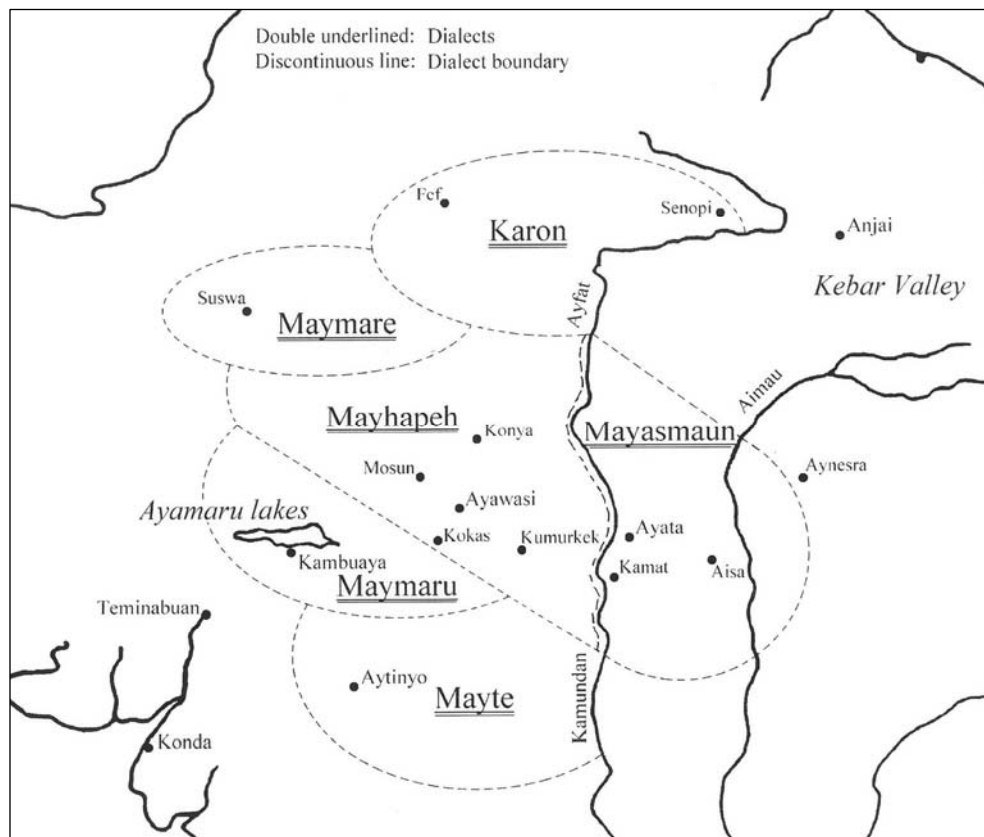 Double underlined: Dialects
Discontinuous line: Dialect boundary
Fef
Senopi
Karon
Anjai
Kebar Valley
Suswa
Maymare
Ayfat
Aimau
Mayhapeh
Konya
Mayasmaun
Mosun
Aynesra
Ayamaru lakes
Ayawasi
Kokas
Kumurkek
Ayata
Kambuaya
Kamat
Aisa
Maymaru
Teminabuan
Aytinyo
Mayte
Kamundan
Konda